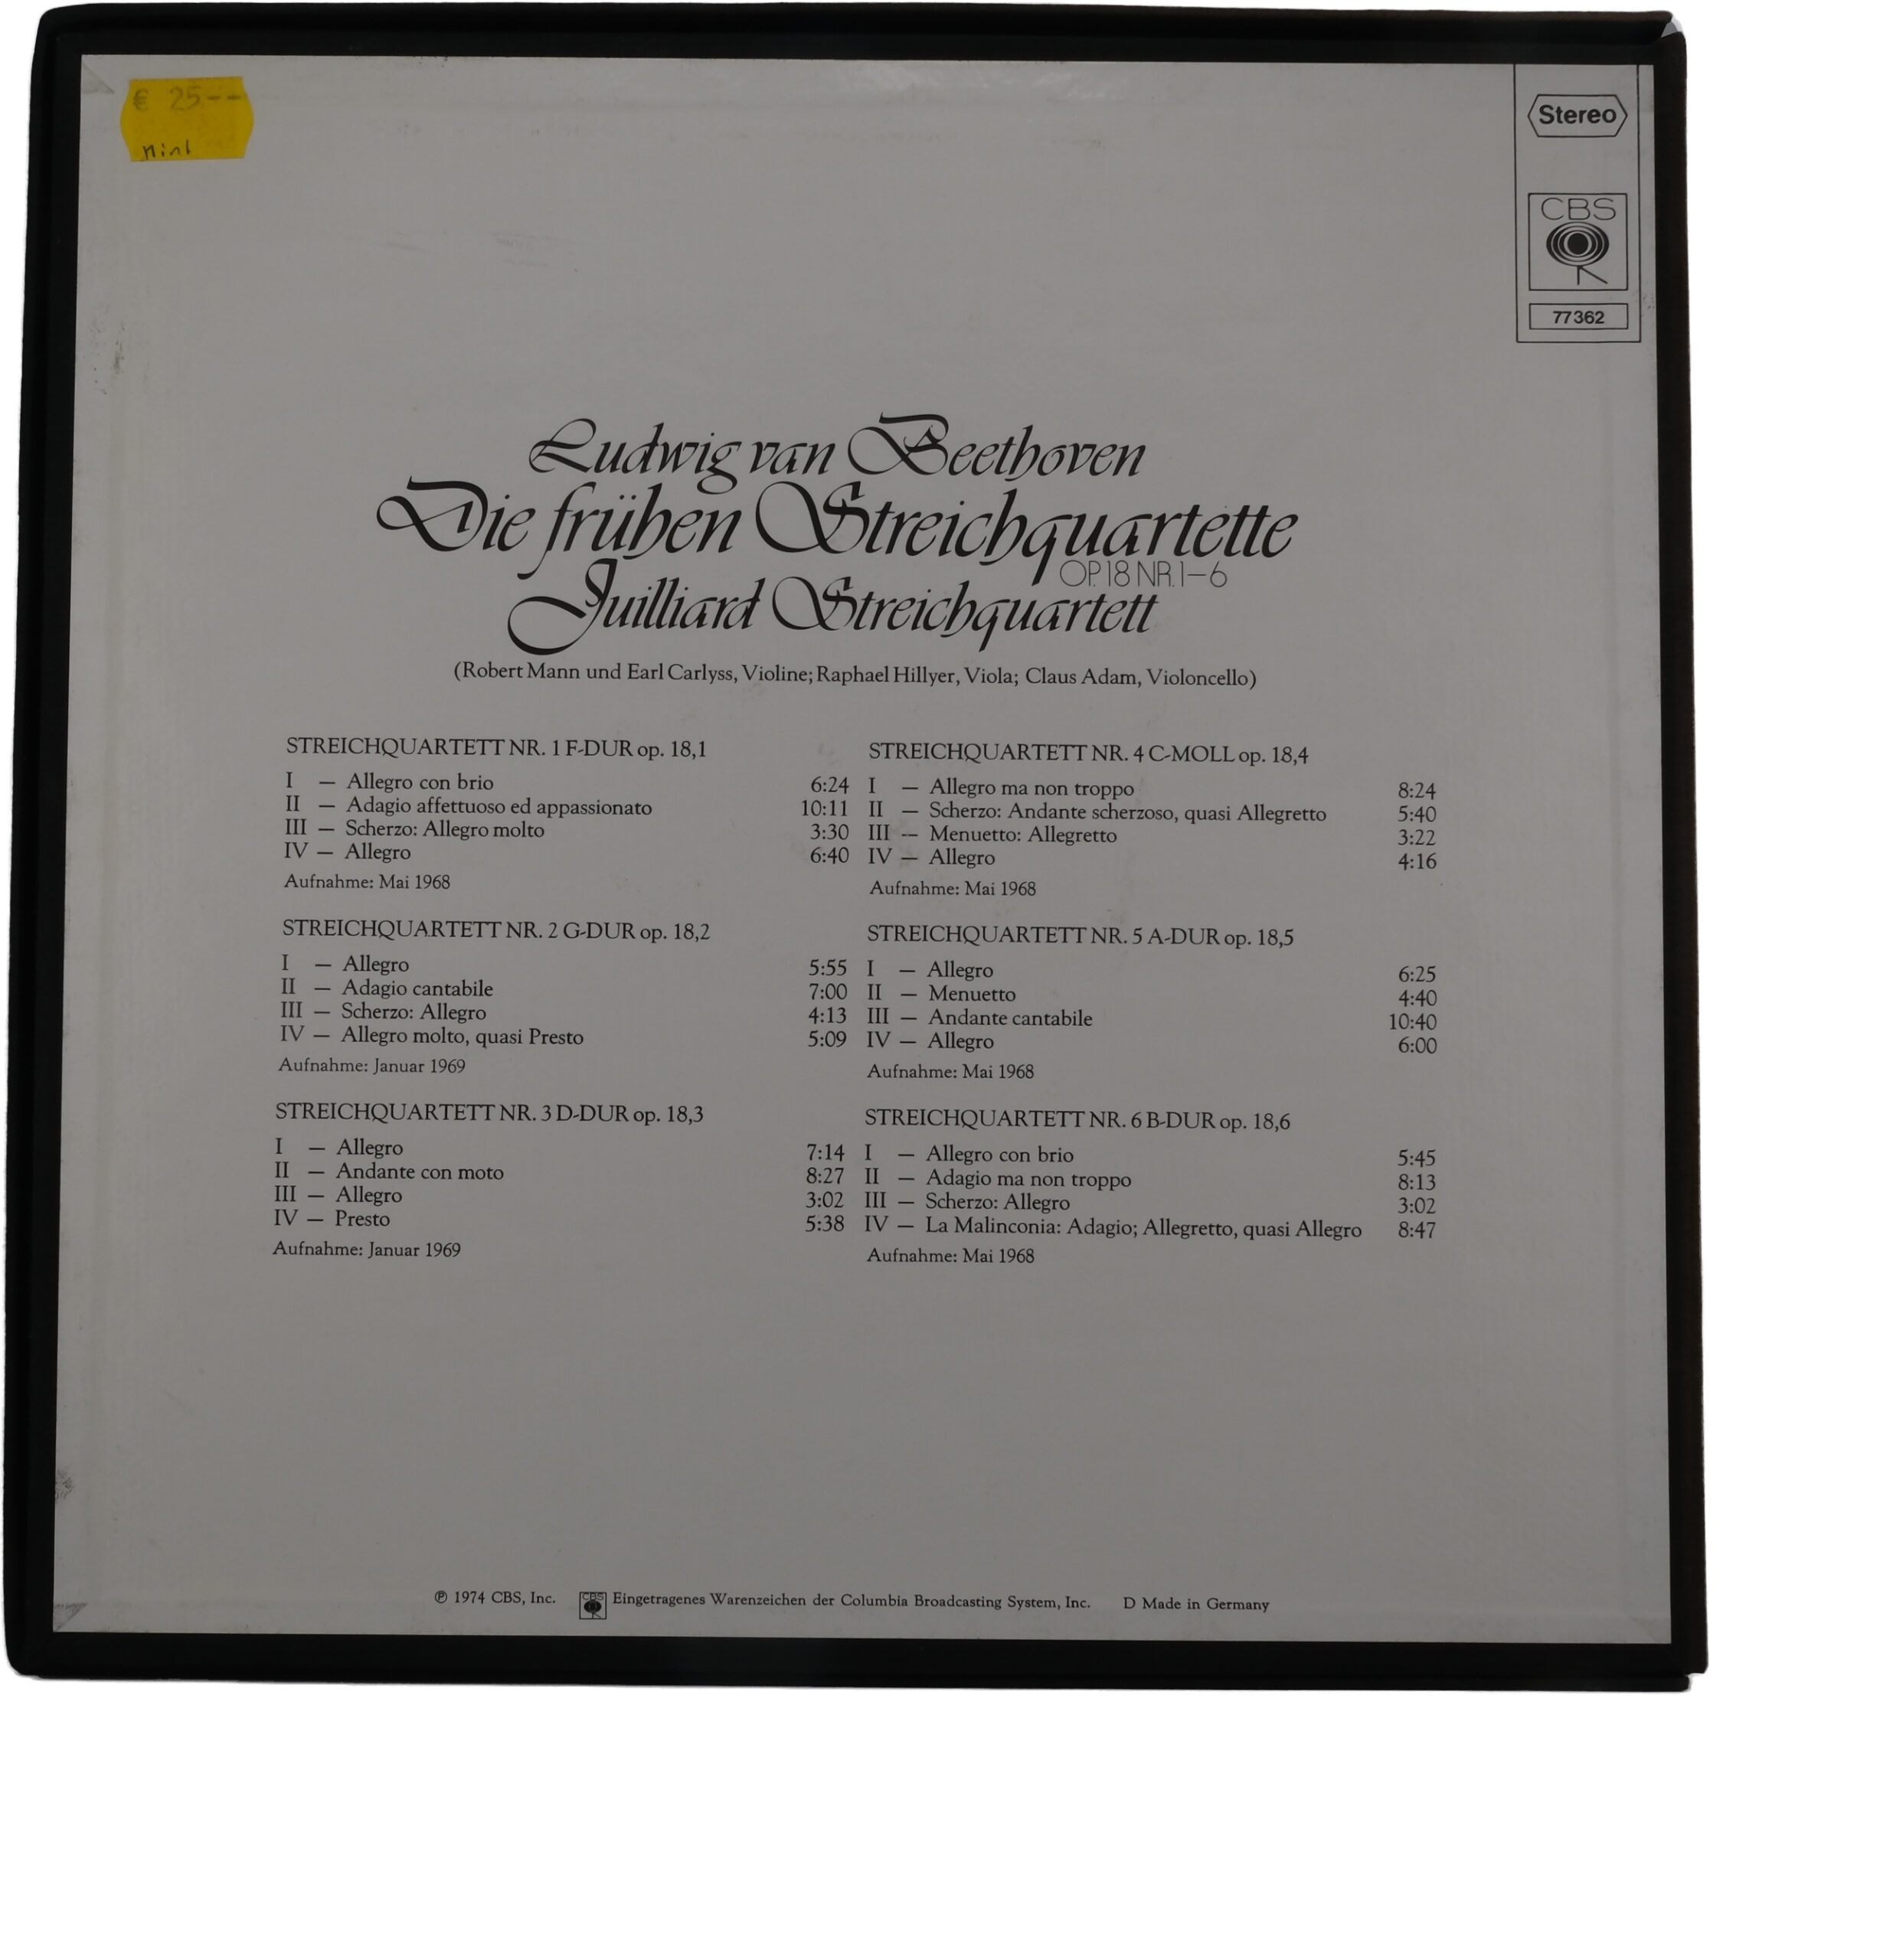 € 25--
Mint
Stereo
CBS
77362
Ludwig van Beethoven
Die frühen Streichquartette
OP. 18 NR. 1–6
Juilliard Streichquartett
(Robert Mann und Earl Carlyss, Violine; Raphael Hillyer, Viola; Claus Adam, Violoncello)
STREICHQUARTETT NR. 1 F-DUR op. 18,1
I — Allegro con brio 6:24
II — Adagio affettuoso ed appassionato 10:11
III — Scherzo: Allegro molto 3:30
IV — Allegro 6:40
Aufnahme: Mai 1968
STREICHQUARTETT NR. 2 G-DUR op. 18,2
I — Allegro 5:55
II — Adagio cantabile 7:00
III — Scherzo: Allegro 4:13
IV — Allegro molto, quasi Presto 5:09
Aufnahme: Januar 1969
STREICHQUARTETT NR. 3 D-DUR op. 18,3
I — Allegro 7:14
II — Andante con moto 8:27
III — Allegro 3:02
IV — Presto 5:38
Aufnahme: Januar 1969
STREICHQUARTETT NR. 4 C-MOLL op. 18,4
I — Allegro ma non troppo 8:24
II — Scherzo: Andante scherzoso, quasi Allegretto 5:40
III — Menuetto: Allegretto 3:22
IV — Allegro 4:16
Aufnahme: Mai 1968
STREICHQUARTETT NR. 5 A-DUR op. 18,5
I — Allegro 6:25
II — Menuetto 4:40
III — Andante cantabile 10:40
IV — Allegro 6:00
Aufnahme: Mai 1968
STREICHQUARTETT NR. 6 B-DUR op. 18,6
I — Allegro con brio 5:45
II — Adagio ma non troppo 8:13
III — Scherzo: Allegro 3:02
IV — La Malinconia: Adagio; Allegretto, quasi Allegro 8:47
Aufnahme: Mai 1968
℗ 1974 CBS, Inc. CBS Eingetragenes Warenzeichen der Columbia Broadcasting System, Inc. D Made in Germany